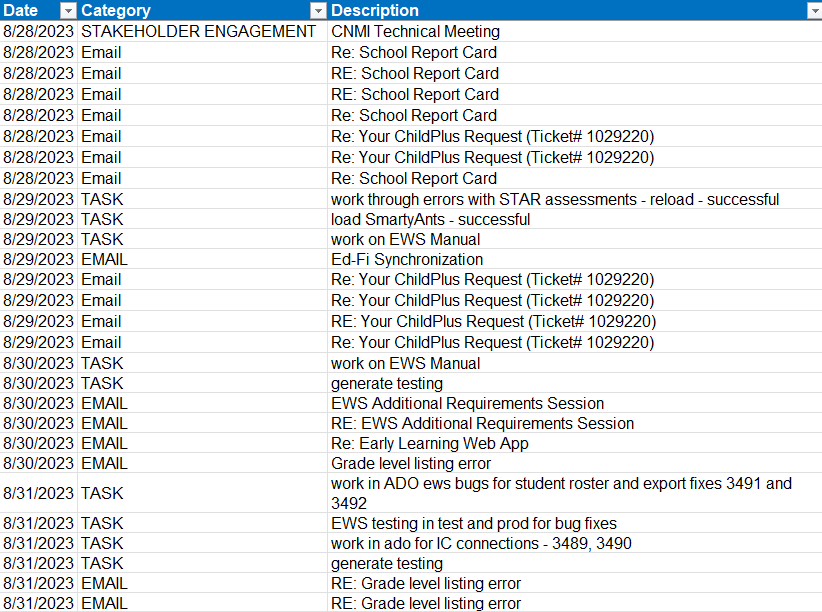 Date Category Description
8/28/2023 STAKEHOLDER ENGAGEMENT CNMI Technical Meeting
8/28/2023 Email Re: School Report Card
8/28/2023 Email RE: School Report Card
8/28/2023 Email RE: School Report Card
8/28/2023 Email Re: School Report Card
8/28/2023 Email Re: Your ChildPlus Request (Ticket# 1029220)
8/28/2023 Email Re: Your ChildPlus Request (Ticket# 1029220)
8/28/2023 Email Re: School Report Card
8/29/2023 TASK work through errors with STAR assessments - reload - successful
8/29/2023 TASK load SmartyAnts - successful
8/29/2023 TASK work on EWS Manual
8/29/2023 EMAIL Ed-Fi Synchronization
8/29/2023 Email Re: Your ChildPlus Request (Ticket# 1029220)
8/29/2023 Email Re: Your ChildPlus Request (Ticket# 1029220)
8/29/2023 Email RE: Your ChildPlus Request (Ticket# 1029220)
8/29/2023 Email Re: Your ChildPlus Request (Ticket# 1029220)
8/30/2023 TASK work on EWS Manual
8/30/2023 TASK generate testing
8/30/2023 EMAIL EWS Additional Requirements Session
8/30/2023 EMAIL RE: EWS Additional Requirements Session
8/30/2023 EMAIL Re: Early Learning Web App
8/30/2023 EMAIL Grade level listing error
8/31/2023 TASK work in ADO ews bugs for student roster and export fixes 3491 and
3492
8/31/2023 TASK EWS testing in test and prod for bug fixes
8/31/2023 TASK work in ado for IC connections - 3489, 3490
8/31/2023 TASK generate testing
8/31/2023 EMAIL RE: Grade level listing error
8/31/2023 EMAIL RE: Grade level listing error